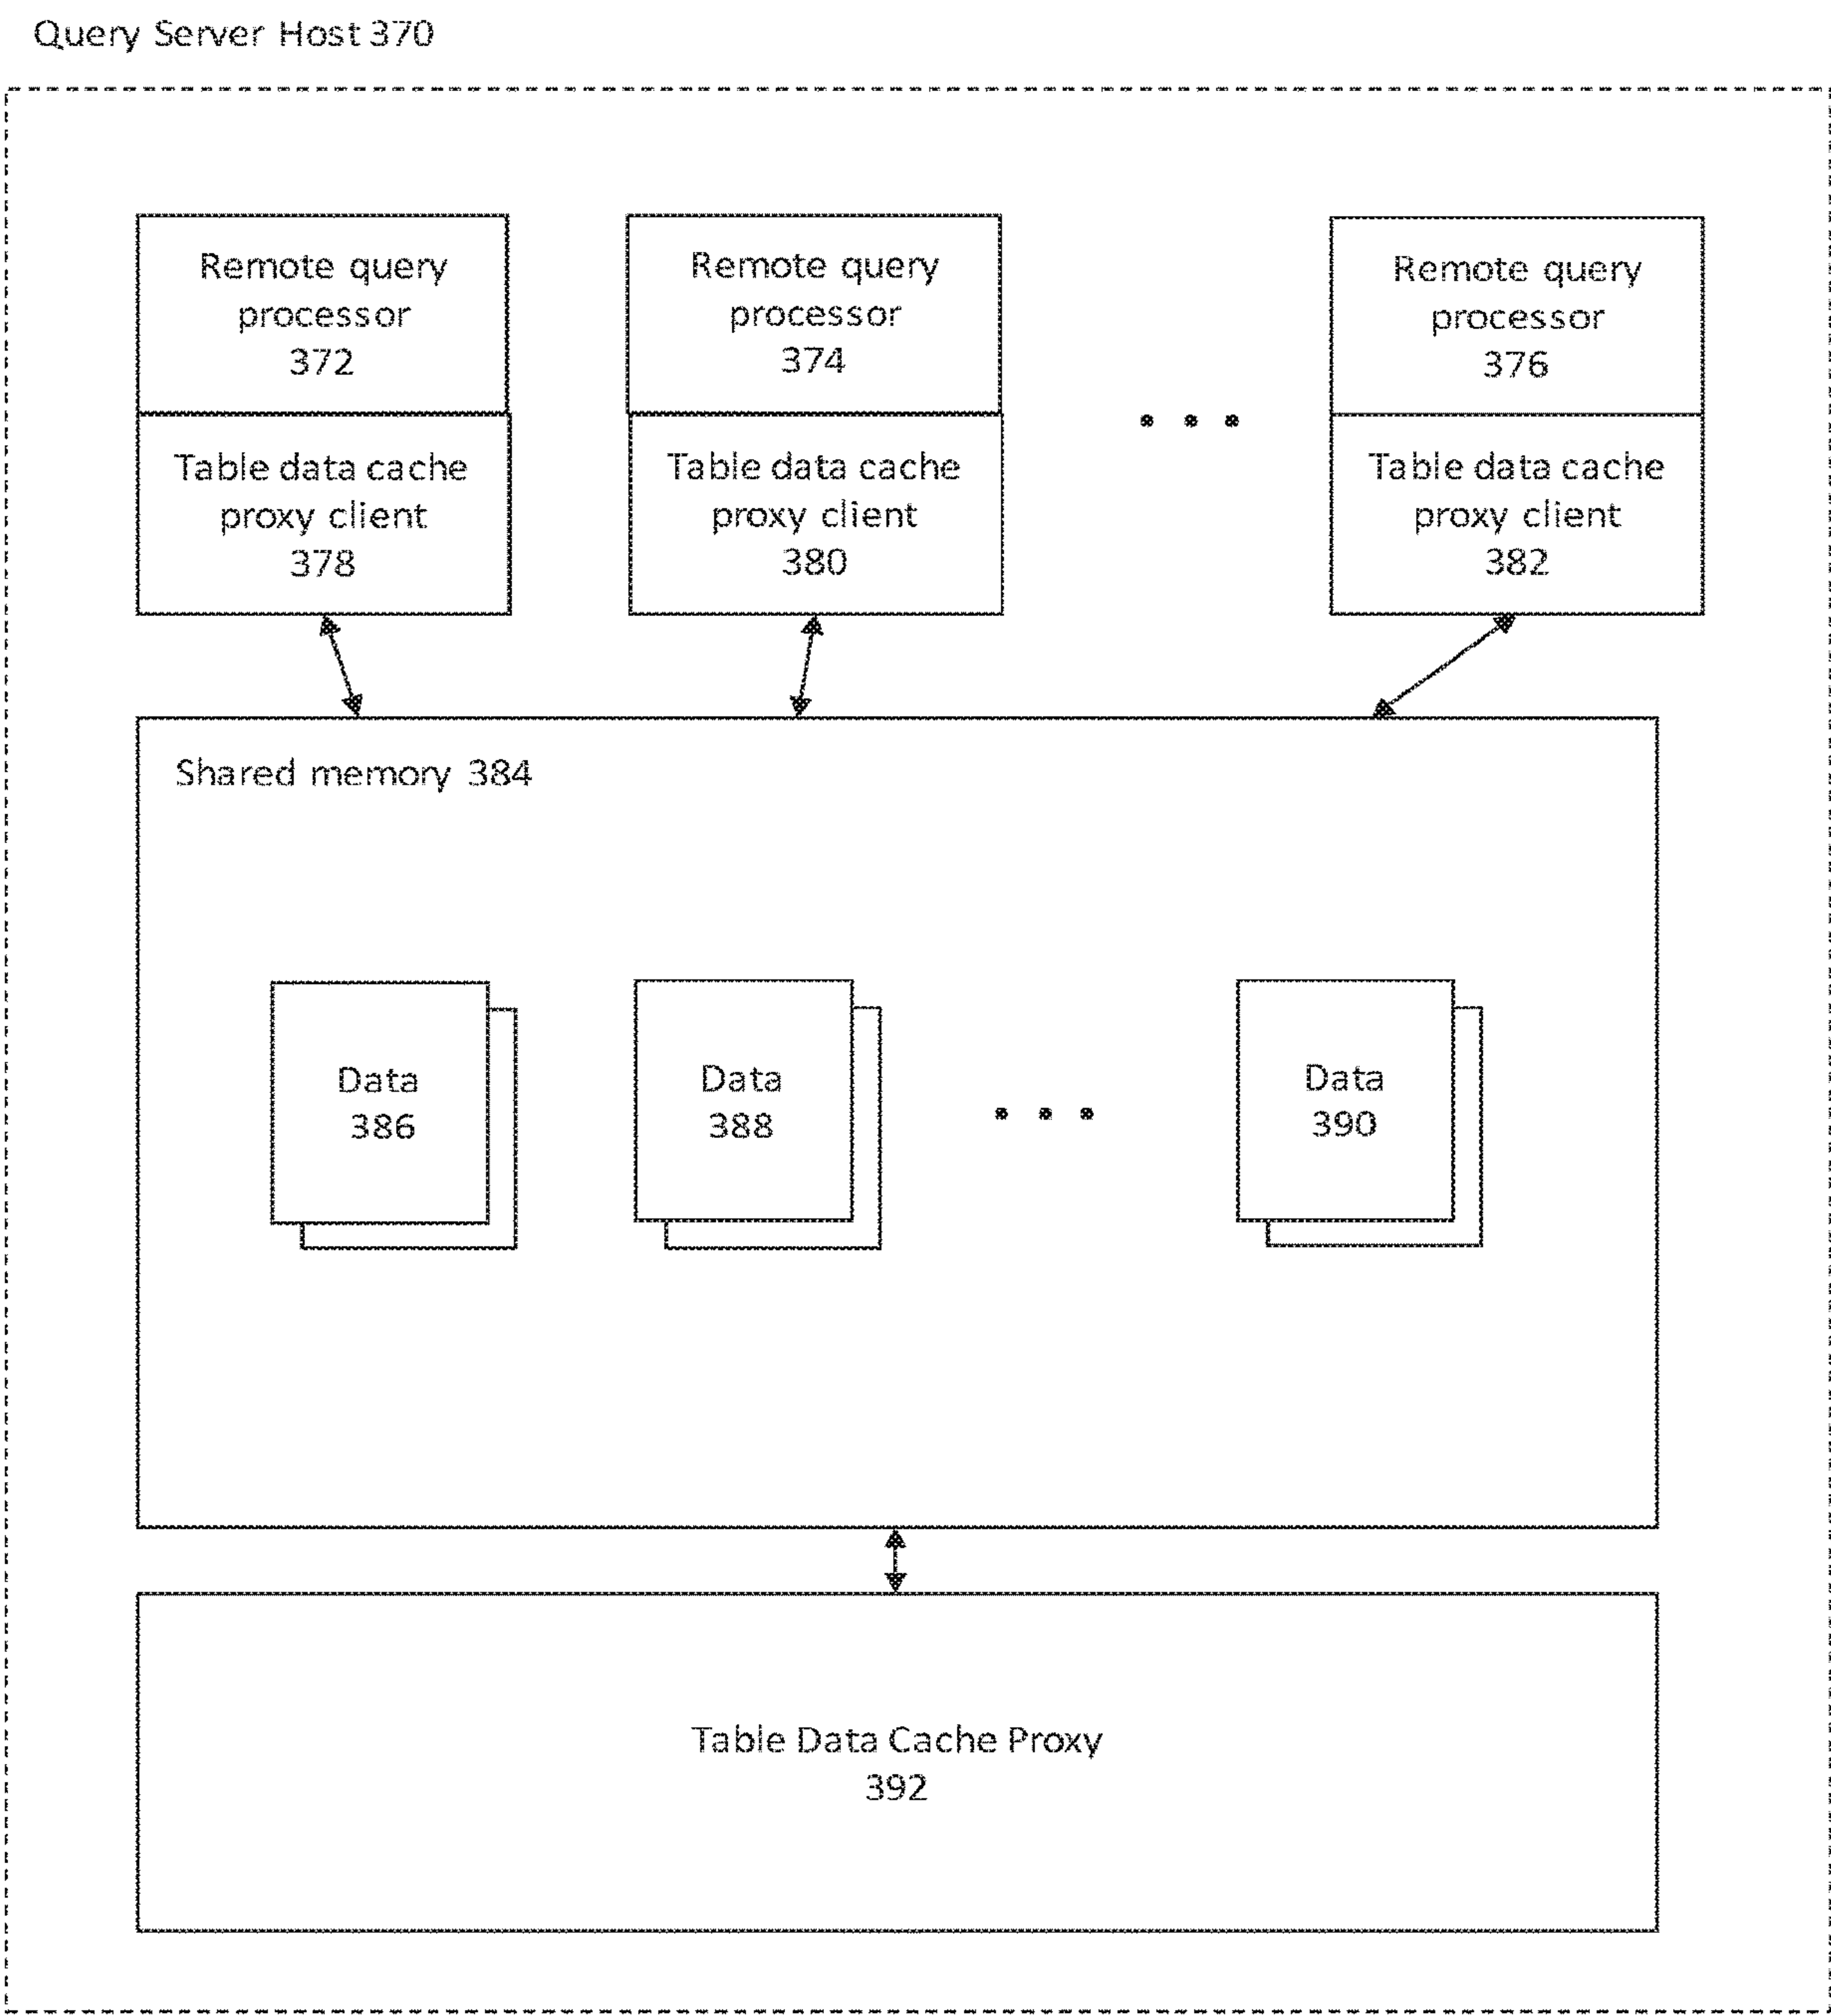 Query Server Host 370
Remote query
processor
372
Remote query
processor
374
Remote query
processor
376
Table data cache
proxy client
378
Table data cache
proxy client
380
Table data cache
proxy client
382
Shared memory 384
Data
386
Data
388
Data
390
Table Data Cache Proxy
392